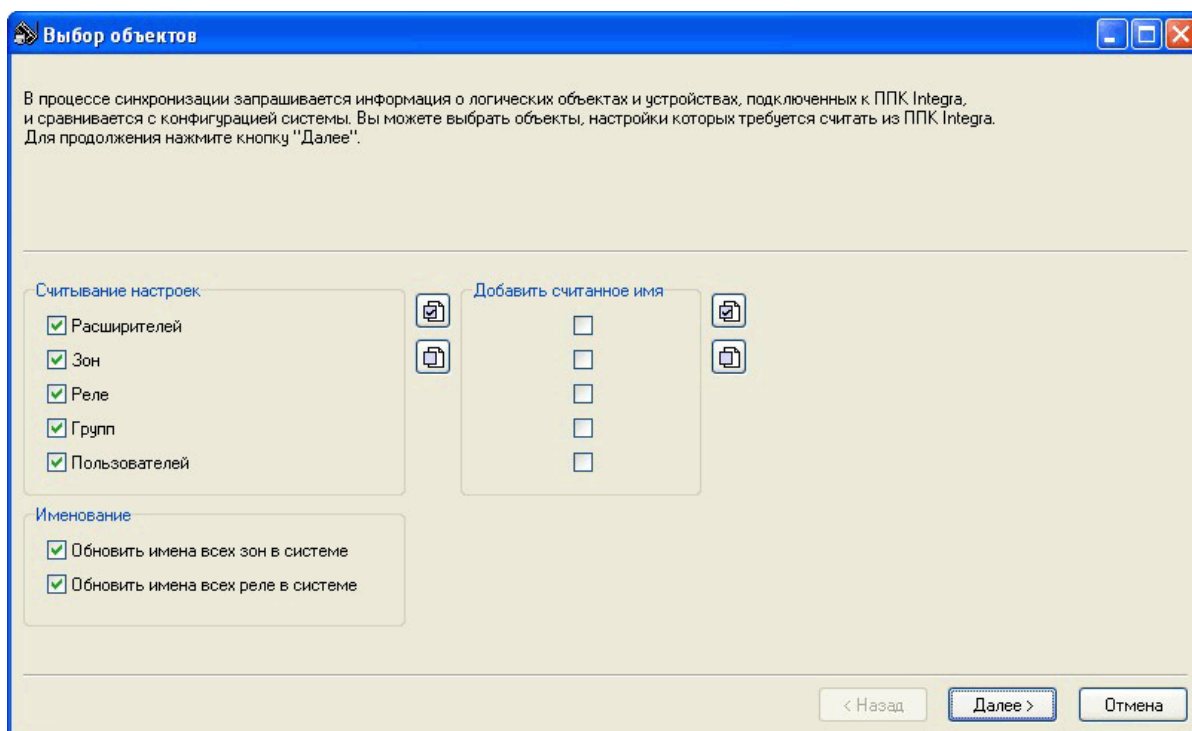 Выбор объектов
В процессе синхронизации запрашивается информация о логических объектах и устройствах, подключенных к ППК Integra,
и сравнивается с конфигурацией системы. Вы можете выбрать объекты, настройки которых требуется считать из ППК Integra.
Для продолжения нажмите кнопку "Далее".
Считывание настроек
Добавить считанное имя
Расширителей
Зон
Реле
Групп
Пользователей
Именование
Обновить имена всех зон в системе
Обновить имена всех реле в системе
< Назад
Далее >
Отмена